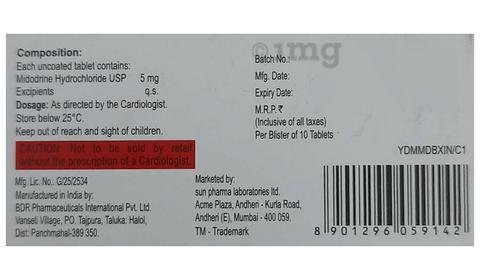 1mg
Composition:
Each uncoated tablet contains:
Midodrine Hydrochloride USP 5 mg
Excipients q.s.
Dosage: As directed by the Cardiologist.
Store below 25°C.
Keep out of reach and sight of children.
CAUTION: Not to be sold by retail
without the prescription of a Cardiologist.
Mfg. Lic. No.: G/25/2534
Manufactured in India by:
BDR Pharmaceuticals International Pvt. Ltd.
Vanseti Village, PO. Tajpura, Taluka: Halol,
Dist: Panchmahal-389 350.
Marketed by:
sun pharma laboratories ltd.
Acme Plaza, Andheri - Kurla Road,
Andheri (E), Mumbai - 400 059.
TM - Trademark
Batch No.:
Mfg. Date:
Expiry Date:
M.R.P.₹
(Inclusive of all taxes)
Per Blister of 10 Tablets
YDMMDBXIN/C1
8 901296 059142